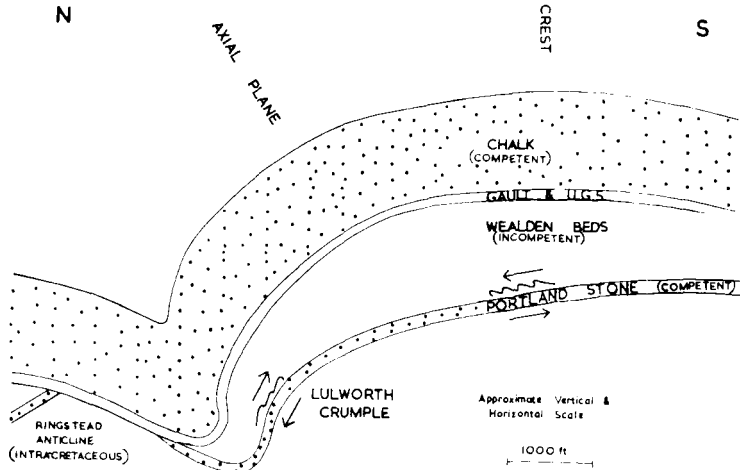 N
S
AXIAL PLANE
CREST
CHALK
(COMPETENT)
GAULT & U.G.S.
WEALDEN BEDS
(INCOMPETENT)
PORTLAND STONE (COMPETENT)
LULWORTH
CRUMPLE
Approximate Vertical &
Horizontal Scale
1000 ft
RINGSTEAD
ANTICLINE
(INTRACRETACEOUS)